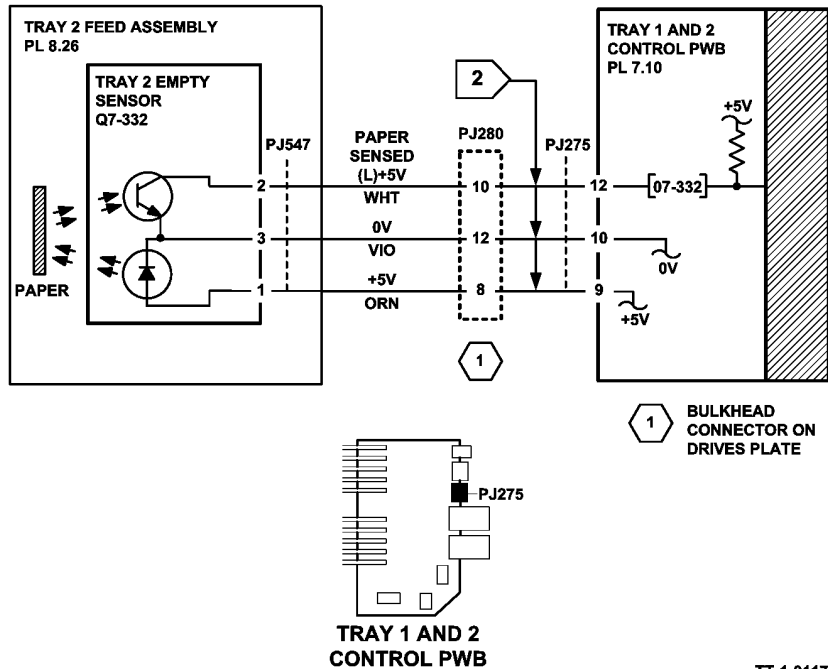 TRAY 2 FEED ASSEMBLY
PL 8.26
TRAY 2 EMPTY
SENSOR
Q7-332
PJ547
PAPER
SENSED
(L)+5V
WHT
0V
VIO
+5V
ORN
2
3
1
PAPER
2
PJ280
10
12
8
1
PJ275
12
10
9
TRAY 1 AND 2
CONTROL PWB
PL 7.10
+5V
[07-332]
0V
+5V
1
BULKHEAD
CONNECTOR ON
DRIVES PLATE
PJ275
TRAY 1 AND 2
CONTROL PWB